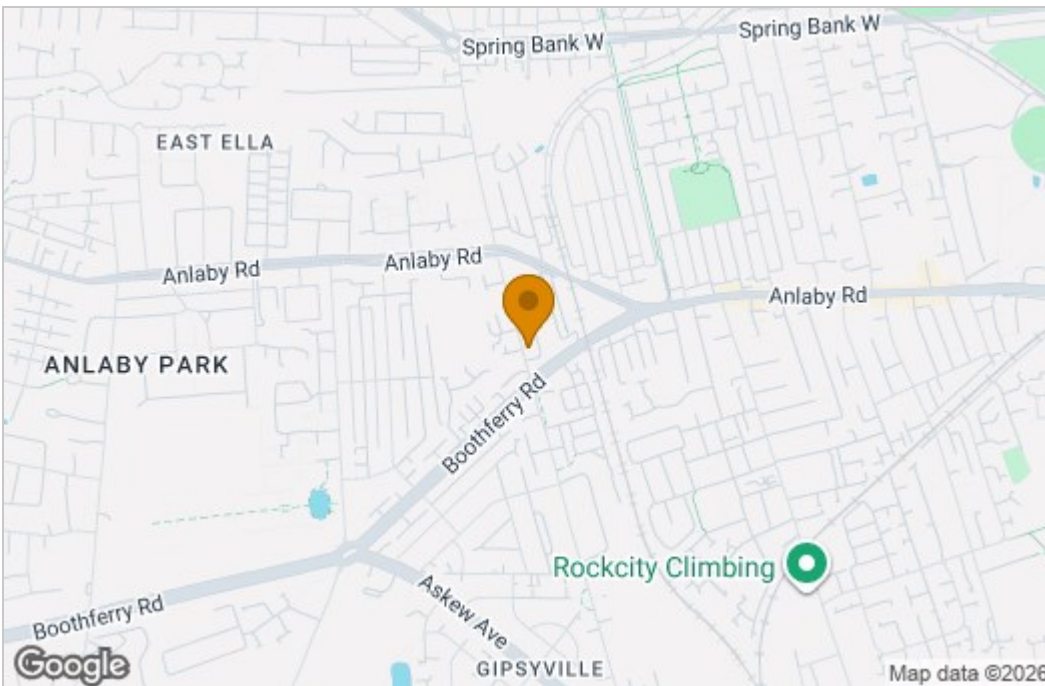 Spring Bank W
Spring Bank W
EAST ELLA
Anlaby Rd
Anlaby Rd
Anlaby Rd
ANLABY PARK
Boothferry Rd
Rockcity Climbing
Askew Ave
Boothferry Rd
GIPSYVILLE
Google
Map data ©2026